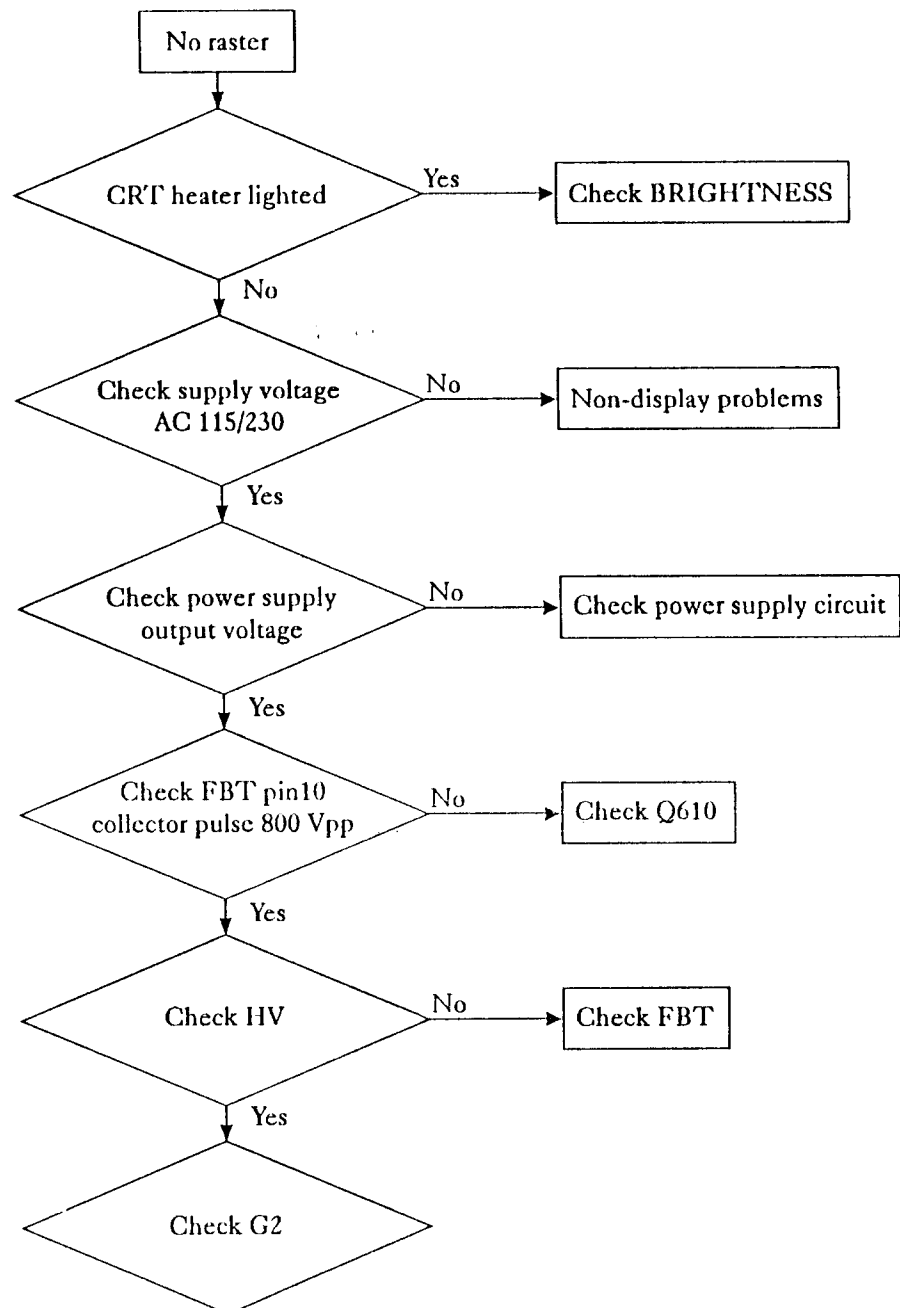 No raster
CRT heater lighted
Yes
Check BRIGHTNESS
No
Check supply voltage
AC 115/230
No
Non-display problems
Yes
Check power supply
output voltage
No
Check power supply circuit
Yes
Check FBT pin10
collector pulse 800 Vpp
No
Check Q610
Yes
Check HV
No
Check FBT
Yes
Check G2